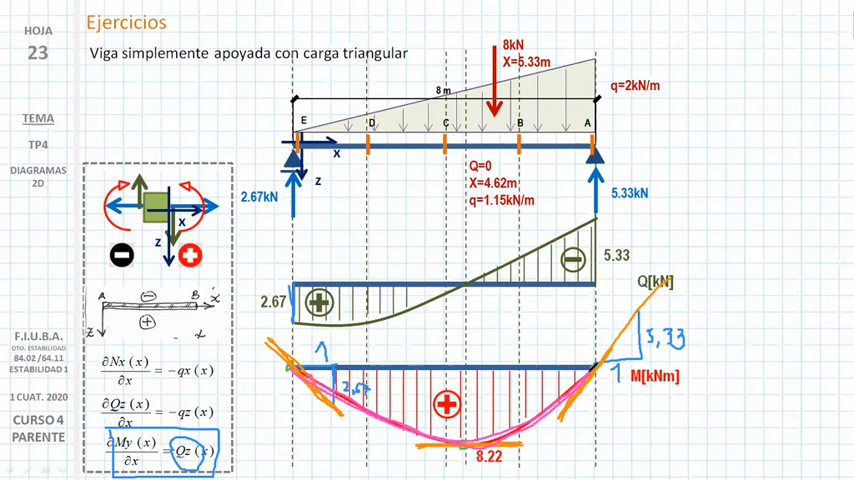 HOJA
23
TEMA
TP4
DIAGRAMAS
2D
F.I.U.B.A.
DTO. ESTABILIDAD
84.02/64.11
ESTABILIDAD 1
1 CUAT. 2020
CURSO 4
PARENTE
Ejercicios
Viga simplemente apoyada con carga triangular
8kN
X=5.33m
q=2kN/m
8 m
E
D
C
B
A
x
z
Q=0
X=4.62m
q=1.15kN/m
2.67kN
5.33kN
x
z
A
B
x
z
x
∂Nx(x)/∂x = -qx(x)
∂Qz(x)/∂x = -qz(x)
∂My(x)/∂x = Qz(x)
5.33
2.67
Q[kN]
1
5,33
1
M[kNm]
8.22